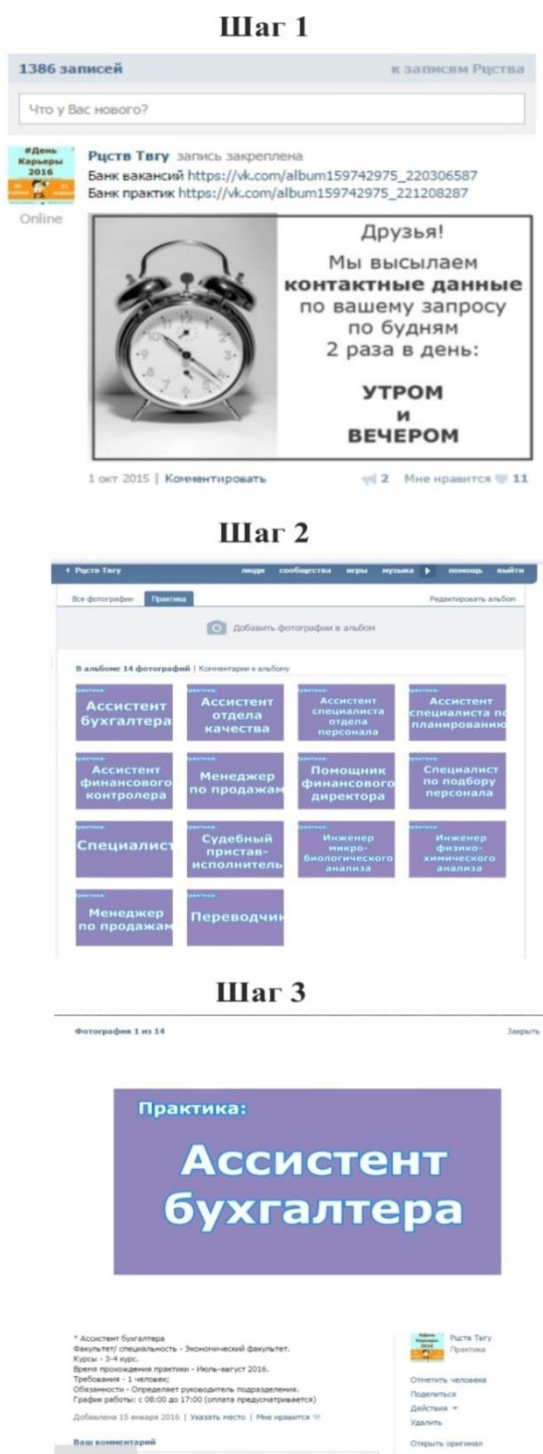 Шаг 1
1386 записей
к записям Рцства
Что у Вас нового?
#День
Карьеры
2016
Рцств Твгу запись закреплена
Банк вакансий https://vk.com/album159742975_220306587
Банк практик https://vk.com/album159742975_221208287
Online
Друзья!
Мы высылаем
контактные данные
по вашему запросу
по будням
2 раза в день:
УТРОМ
и
ВЕЧЕРОМ
1 окт 2015 | Комментировать
2 Мне нравится 11
Шаг 2
Рцств Твгу люди сообщества игры музыка помощь выйти
Все фотографии Практика Редактировать альбом
Добавить фотографии в альбом
В альбоме 14 фотографий | Комментарии к альбому
Ассистент
бухгалтера
Ассистент
отдела
качества
Ассистент
специалиста
отдела
персонала
Ассистент
специалиста по
планированию
Ассистент
финансового
контролера
Менеджер
по продажам
Помощник
финансового
директора
Специалист
по подбору
персонала
Специалист
Судебный
пристав-
исполнитель
Инженер
микро-
биологического
анализа
Инженер
физико-
химического
анализа
Менеджер
по продажам
Переводчик
Шаг 3
Фотография 1 из 14
Закрыть
Практика:
Ассистент
бухгалтера
* Ассистент бухгалтера
Факультет/ специальность - Экономический факультет.
Курсы - 3-4 курс.
Время прохождения практики - Июль-август 2016.
Требования - 1 человек;
Обязанности - Определяет руководитель подразделения.
График работы: с 08:00 до 17:00 (оплата предусматривается)
Добавлена 15 января 2016 | Указать место | Мне нравится
Ваш комментарий
Рцств Твгу
Практика
Отметить человека
Поделиться
Действия
Удалить
Открыть оригинал